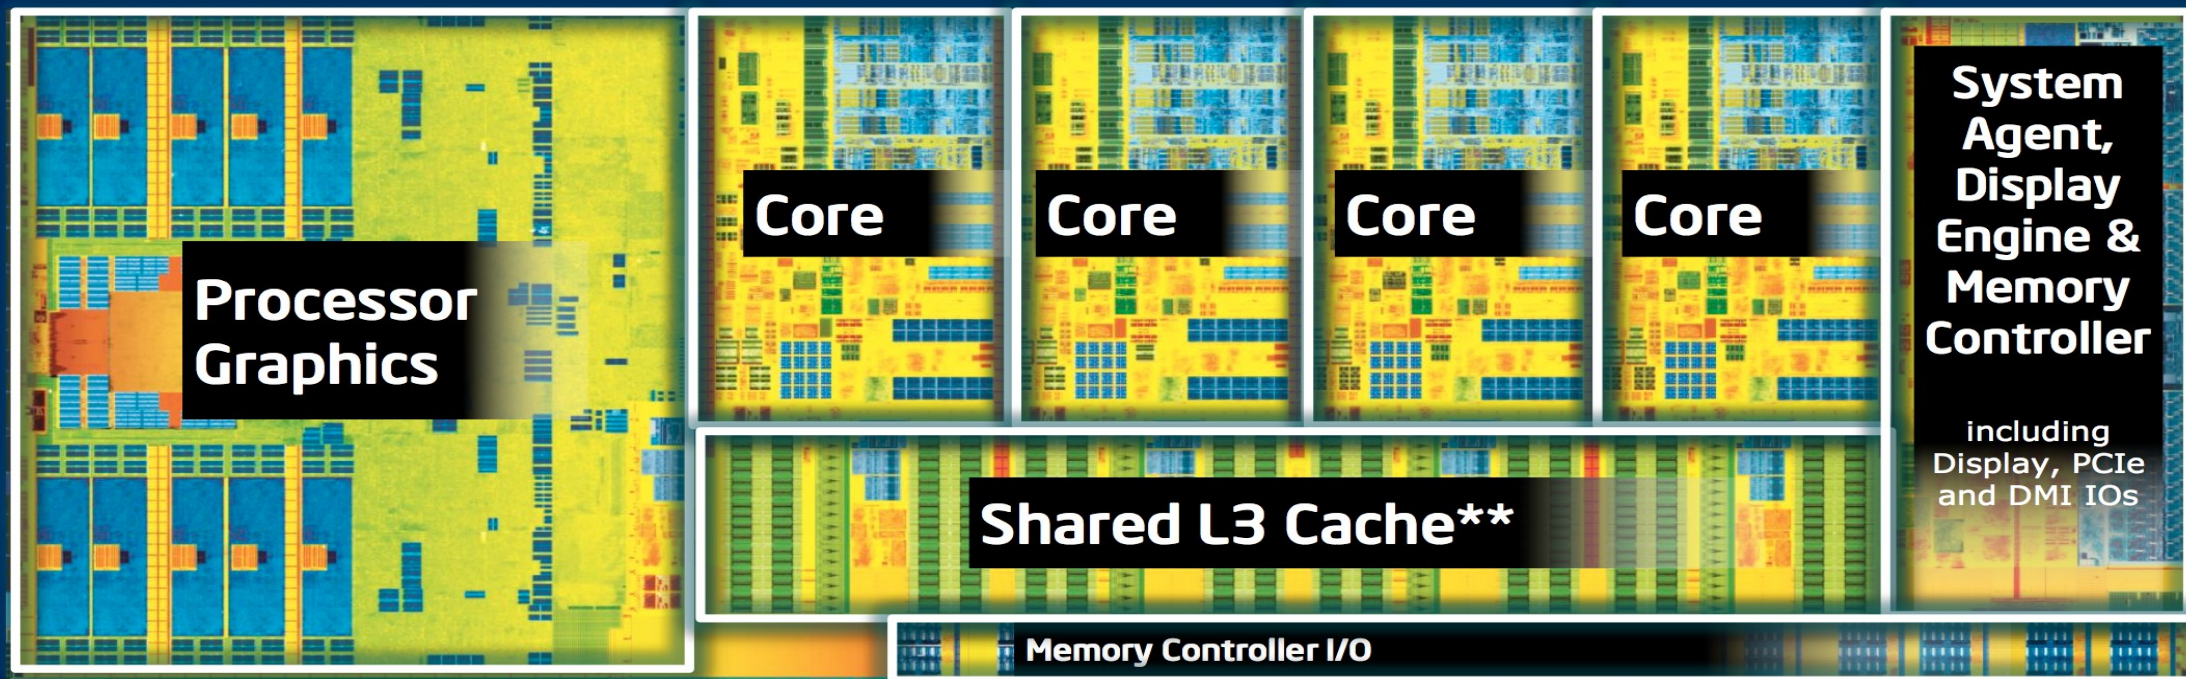 Processor
Graphics
Core
Core
Core
Core
System
Agent,
Display
Engine &
Memory
Controller
including
Display, PCIe
and DMI IOs
Shared L3 Cache**
Memory Controller I/O